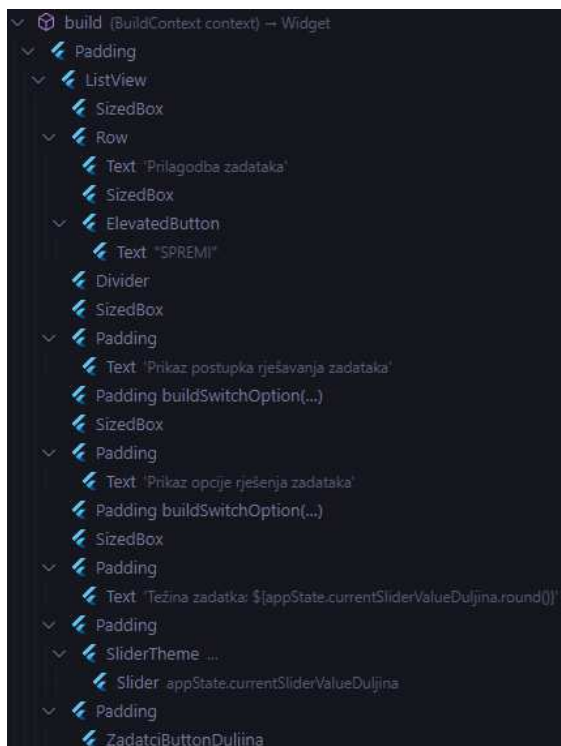 build (BuildContext context) → Widget
Padding
ListView
SizedBox
Row
Text 'Prilagodba zadataka'
SizedBox
ElevatedButton
Text "SPREMI"
Divider
SizedBox
Padding
Text 'Prikaz postupka rješavanja zadataka'
Padding buildSwitchOption(...)
SizedBox
Padding
Text 'Prikaz opcije rješenja zadataka'
Padding buildSwitchOption(...)
SizedBox
Padding
Text 'Težina zadatka: ${appState.currentSliderValueDuljina.round()}'
Padding
SliderTheme ...
Slider appState.currentSliderValueDuljina
Padding
ZadatciButtonDuljina